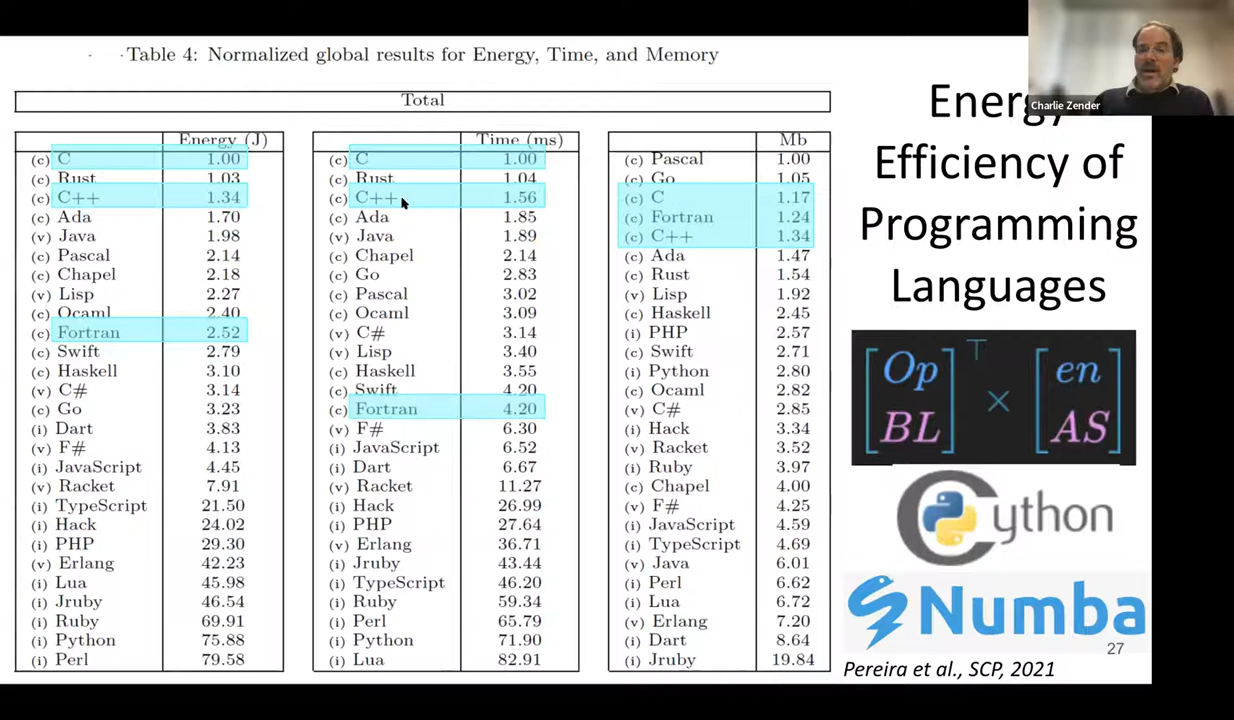 Charlie Zender
Table 4: Normalized global results for Energy, Time, and Memory
Total
Energy (J)
(c) C 1.00
(c) Rust 1.03
(c) C++ 1.34
(c) Ada 1.70
(v) Java 1.98
(c) Pascal 2.14
(c) Chapel 2.18
(v) Lisp 2.27
(c) Ocaml 2.40
(c) Fortran 2.52
(c) Swift 2.79
(c) Haskell 3.10
(v) C# 3.14
(c) Go 3.23
(i) Dart 3.83
(v) F# 4.13
(i) JavaScript 4.45
(v) Racket 7.91
(i) TypeScript 21.50
(i) Hack 24.02
(i) PHP 29.30
(v) Erlang 42.23
(i) Lua 45.98
(i) Jruby 46.54
(i) Ruby 69.91
(i) Python 75.88
(i) Perl 79.58
Time (ms)
(c) C 1.00
(c) Rust 1.04
(c) C++ 1.56
(c) Ada 1.85
(v) Java 1.89
(c) Chapel 2.14
(c) Go 2.83
(c) Pascal 3.02
(c) Ocaml 3.09
(v) C# 3.14
(v) Lisp 3.40
(c) Haskell 3.55
(c) Swift 4.20
(c) Fortran 4.20
(v) F# 6.30
(i) JavaScript 6.52
(i) Dart 6.67
(v) Racket 11.27
(i) Hack 26.99
(i) PHP 27.64
(v) Erlang 36.71
(i) Jruby 43.44
(i) TypeScript 46.20
(i) Ruby 59.34
(i) Perl 65.79
(i) Python 71.90
(i) Lua 82.91
Mb
(c) Pascal 1.00
(c) Go 1.05
(c) C 1.17
(c) Fortran 1.24
(c) C++ 1.34
(c) Ada 1.47
(c) Rust 1.54
(v) Lisp 1.92
(c) Haskell 2.45
(i) PHP 2.57
(c) Swift 2.71
(i) Python 2.80
(c) Ocaml 2.82
(v) C# 2.85
(i) Hack 3.34
(v) Racket 3.52
(i) Ruby 3.97
(c) Chapel 4.00
(v) F# 4.25
(i) JavaScript 4.59
(i) TypeScript 4.69
(v) Java 6.01
(i) Perl 6.62
(i) Lua 6.72
(v) Erlang 7.20
(i) Dart 8.64
(i) Jruby 19.84
Energy
Efficiency of
Programming
Languages
Op T en
BL × AS
Cython
Numba
27
Pereira et al., SCP, 2021